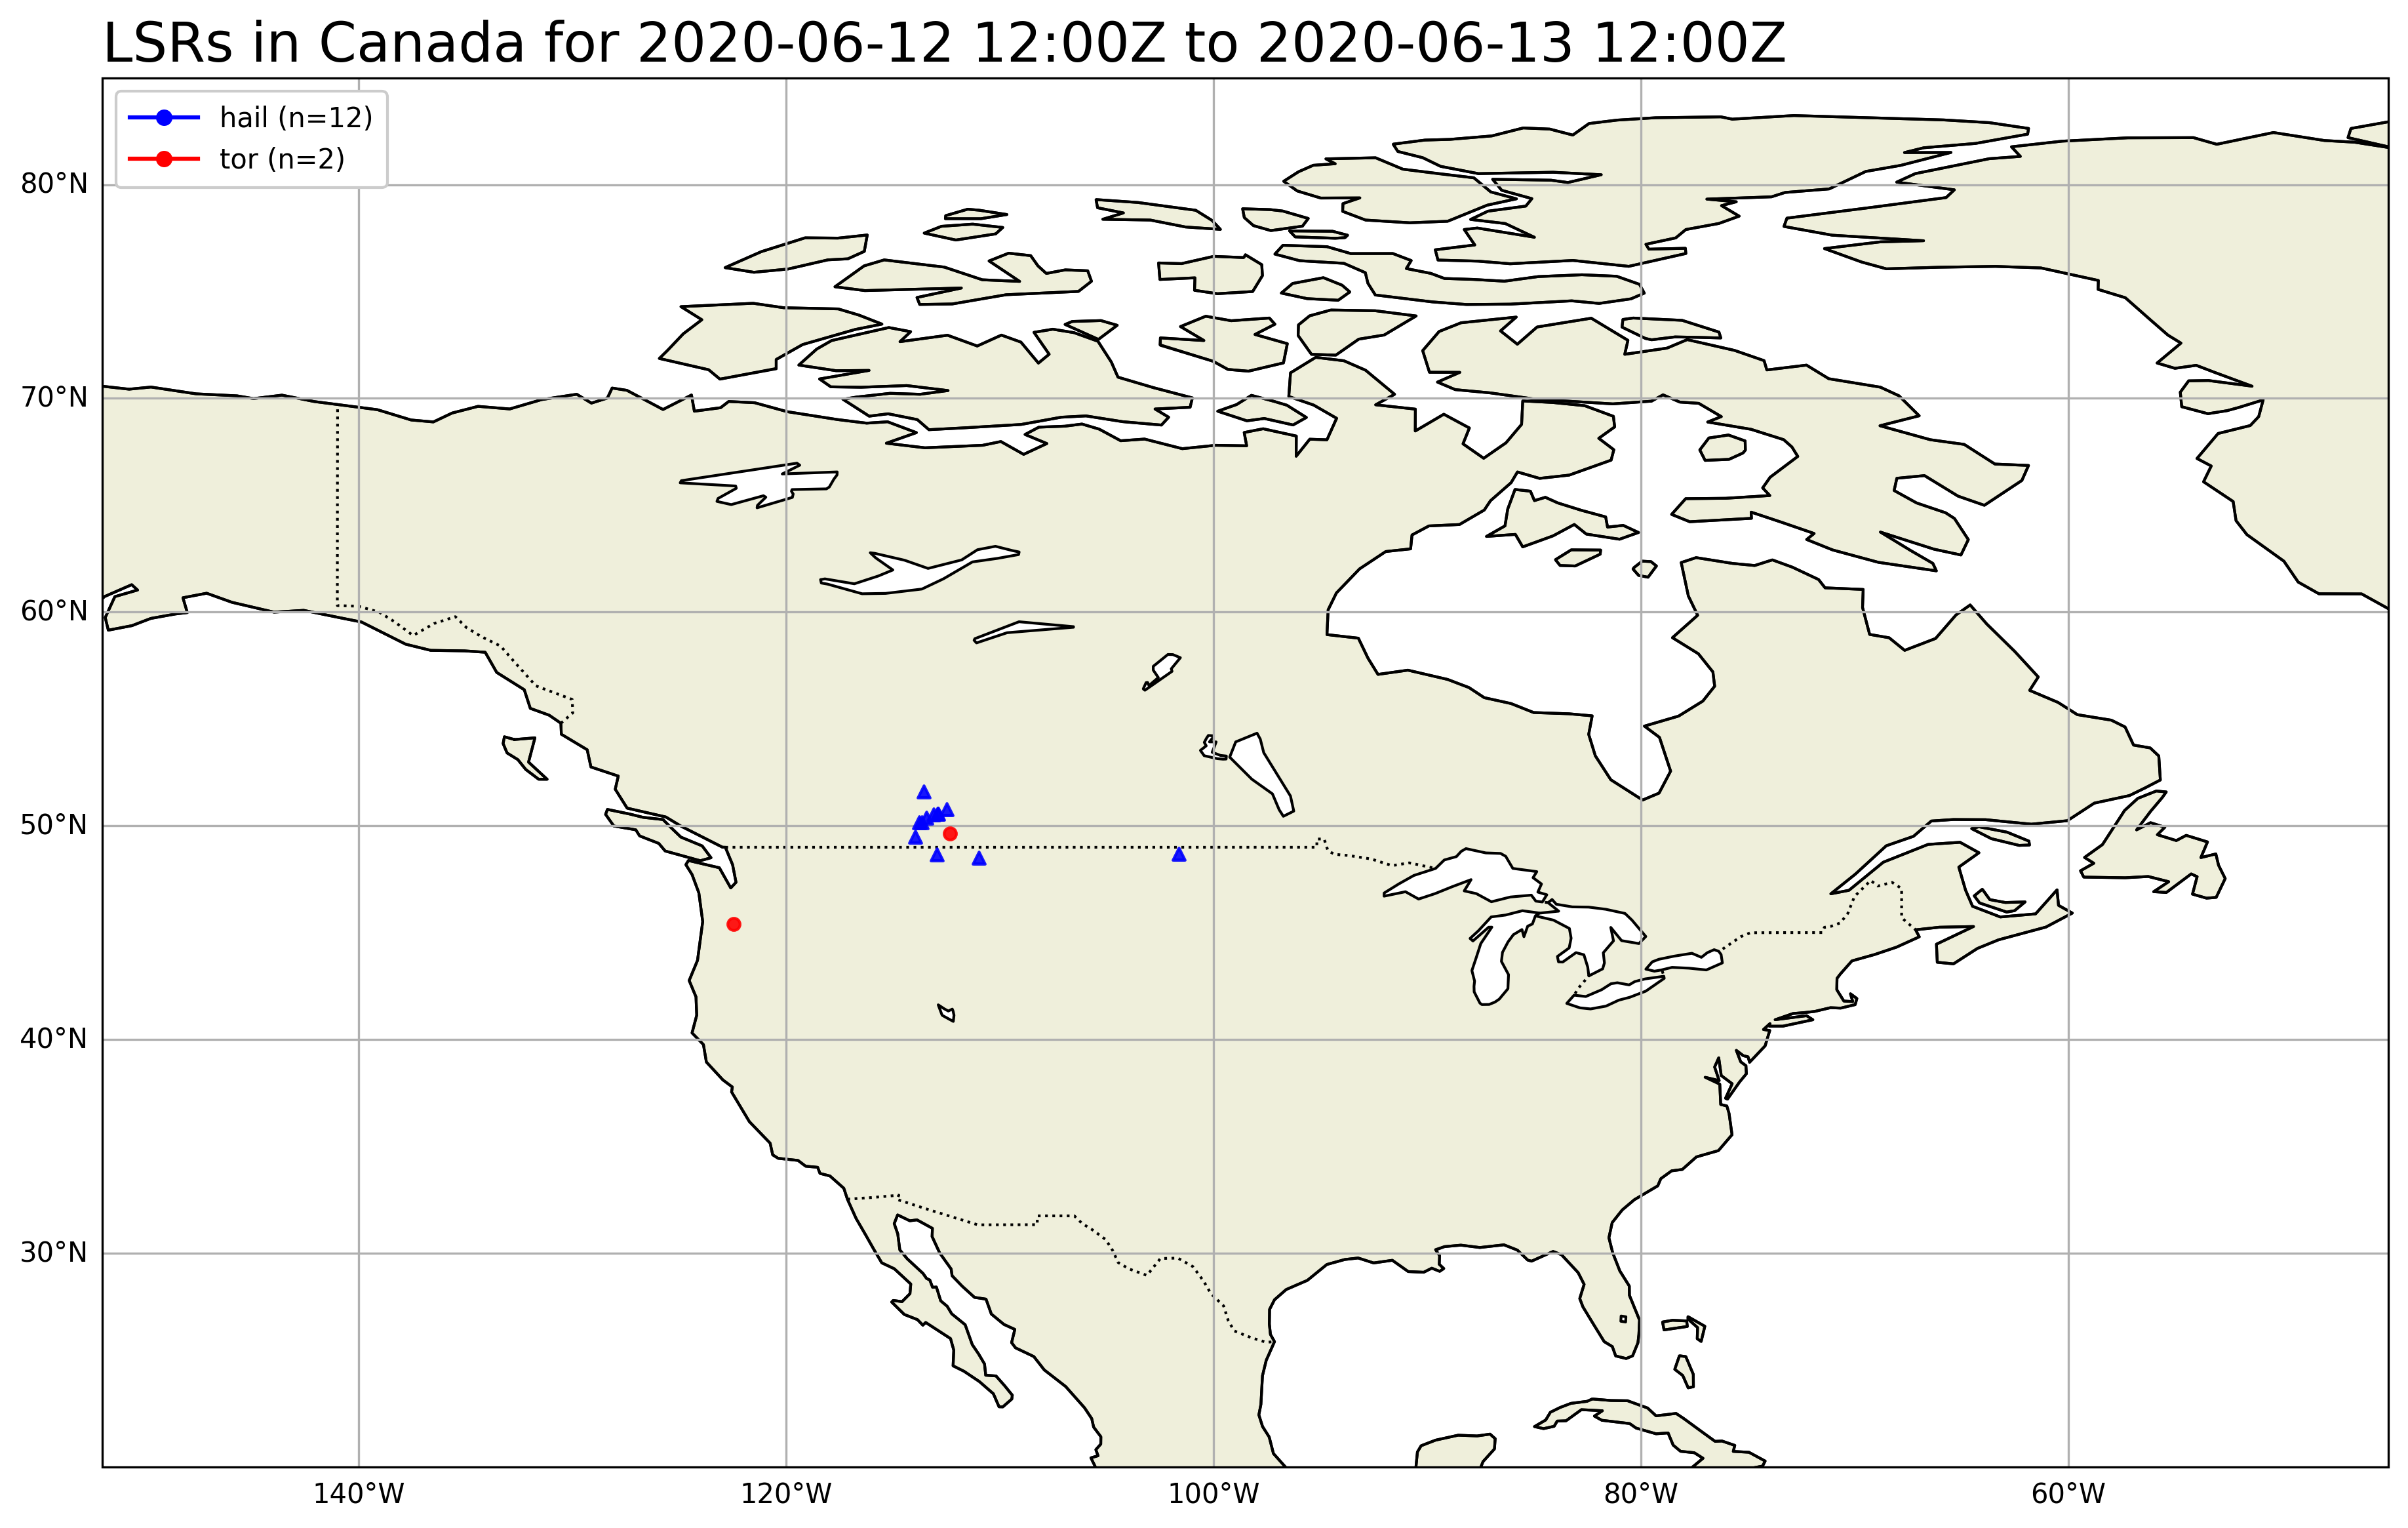 LSRs in Canada for 2020-06-12 12:00Z to 2020-06-13 12:00Z
hail (n=12)
tor (n=2)
80°N
70°N
60°N
50°N
40°N
30°N
140°W 120°W 100°W 80°W 60°W